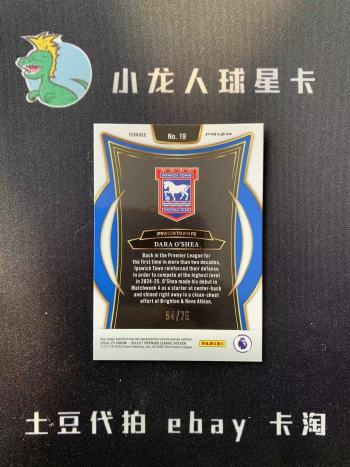 小龙人球星卡
TERRACE
No. 19
PRIZM
IPSWICH TOWN
FOOTBALL CLUB
IPSWICH TOWN FC
DARA O'SHEA
Back in the Premier League for
the first time in more than two decades,
Ipswich Town reinforced their defense
in order to compete at the highest level
in 2024-25. O'Shea made his debut in
Matchweek 4 as a starter at center-back
and shined right away in a clean-sheet
effort at Brighton & Hove Albion.
PANINI
土豆代拍 ebay 卡淘